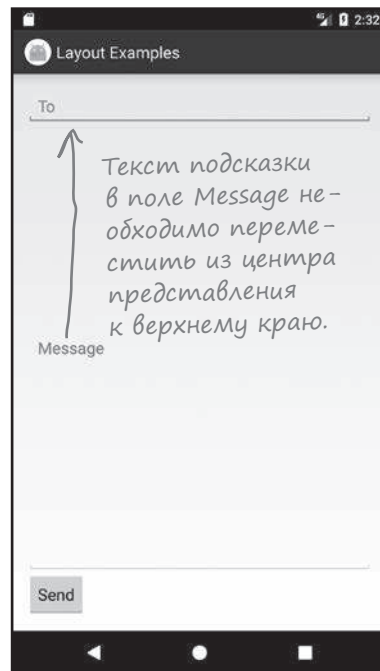 2:32
Layout Examples
To
Текст подсказки
в поле Message не-
обходимо переме-
стить из центра
представления
к верхнему краю.
Message
Send